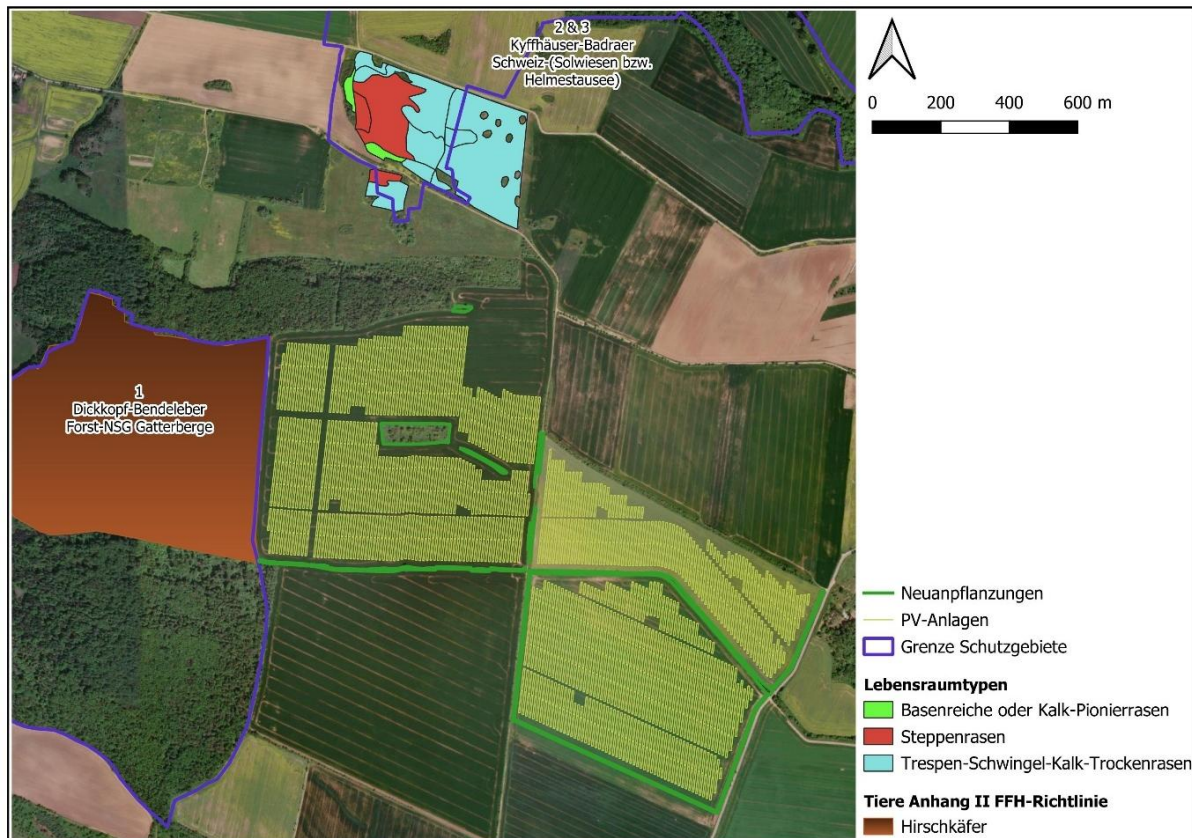 2 & 3
Kyffhäuser-Badraer
Schweiz-(Solwiesen bzw.
Helmestausee)
0 200 400 600 m
1
Dickkopf-Bendeleber
Forst-NSG Gatterberge
Neuanpflanzungen
PV-Anlagen
Grenze Schutzgebiete
Lebensraumtypen
Basenreiche oder Kalk-Pionierrasen
Steppenrasen
Trespen-Schwingel-Kalk-Trockenrasen
Tiere Anhang II FFH-Richtlinie
Hirschkäfer